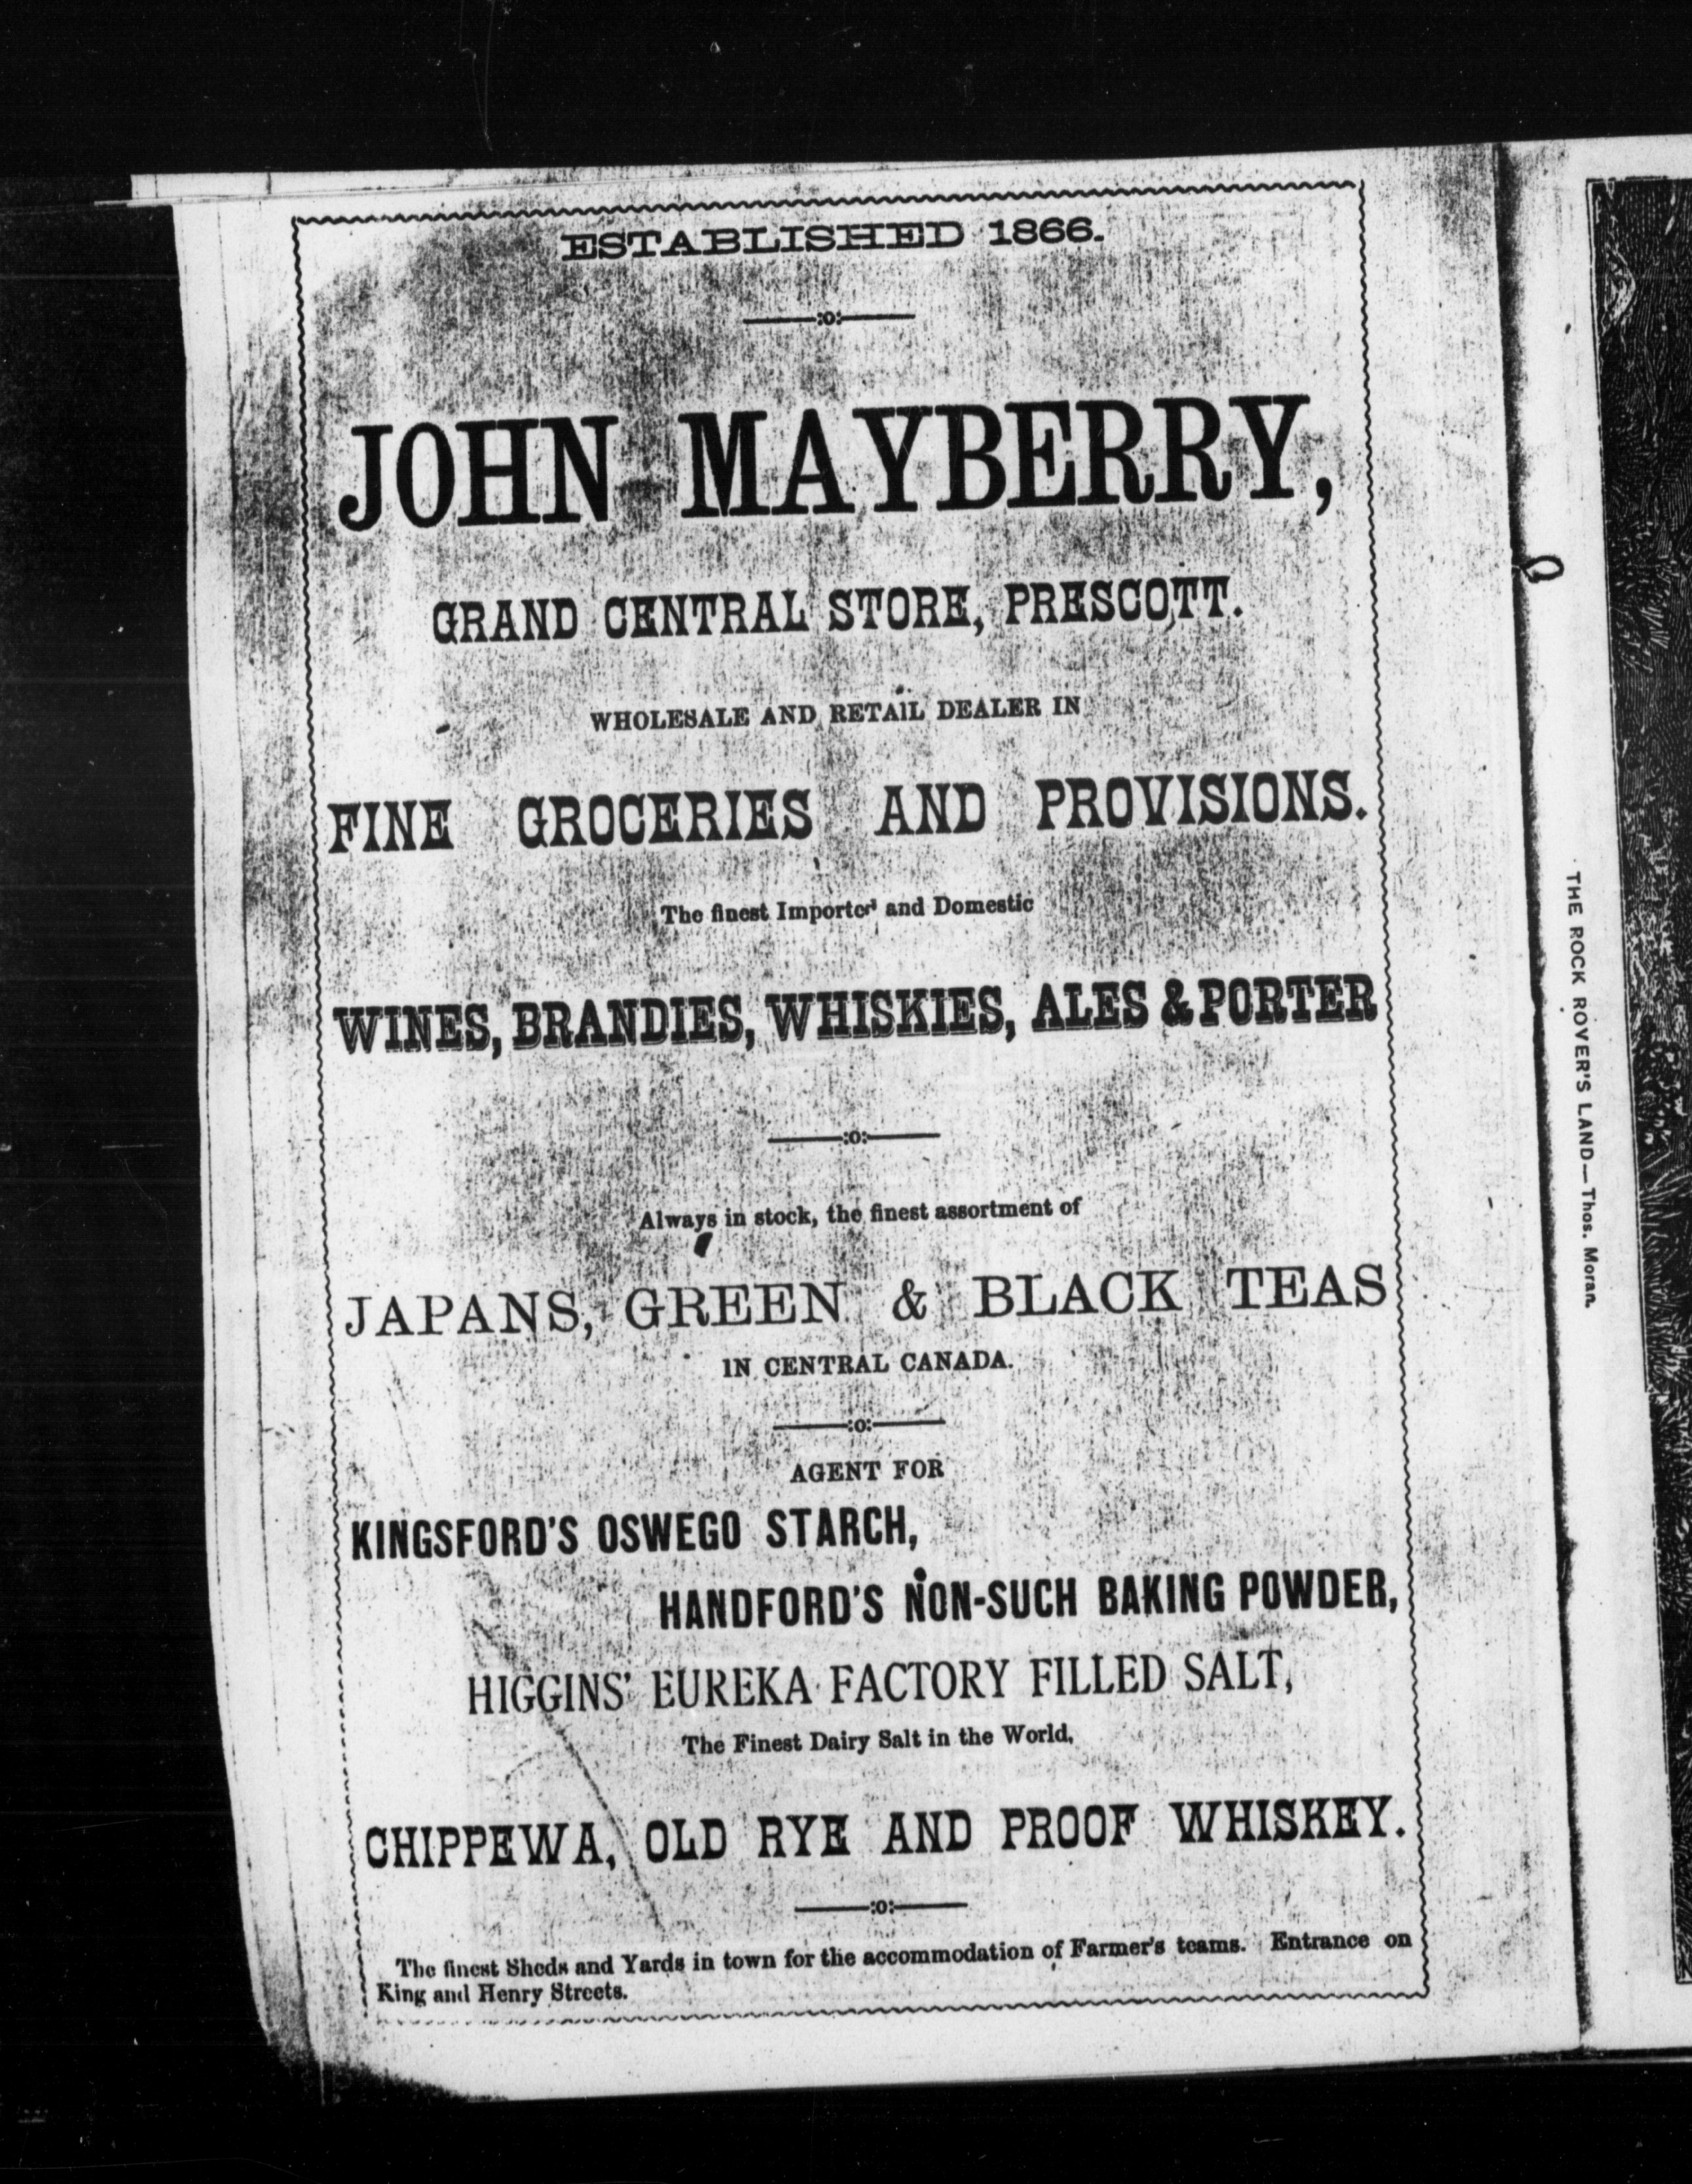 ESTABLISHED 1866.
:o:
JOHN MAYBERRY,
GRAND CENTRAL STORE, PRESCOTT.
WHOLESALE AND RETAIL DEALER IN
FINE GROCERIES AND PROVISIONS.
The finest Imported and Domestic
WINES, BRANDIES, WHISKIES, ALES & PORTER
:o:
Always in stock, the finest assortment of
JAPANS, GREEN & BLACK TEAS
IN CENTRAL CANADA.
:o:
AGENT FOR
KINGSFORD'S OSWEGO STARCH,
HANDFORD'S NON-SUCH BAKING POWDER,
HIGGINS' EUREKA FACTORY FILLED SALT,
The Finest Dairy Salt in the World,
CHIPPEWA, OLD RYE AND PROOF WHISKEY.
:o:
The finest Sheds and Yards in town for the accommodation of Farmer's teams. Entrance on
King and Henry Streets.
THE ROCK ROVER'S LAND—Thos. Moran.